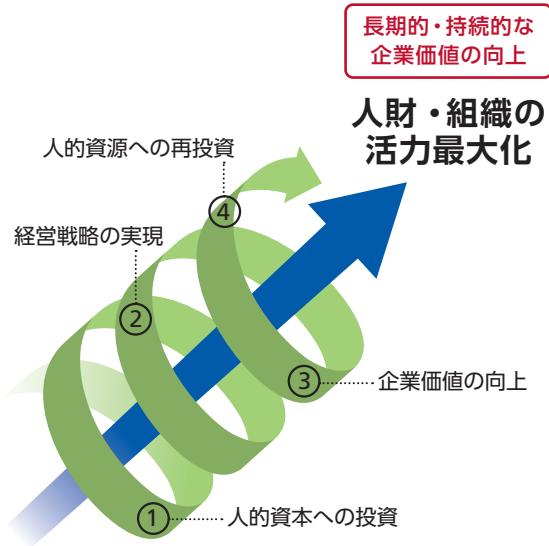 長期的・持続的な
企業価値の向上
人財・組織の
活力最大化
人的資源への再投資
④
経営戦略の実現
②
③
企業価値の向上
①
人的資本への投資